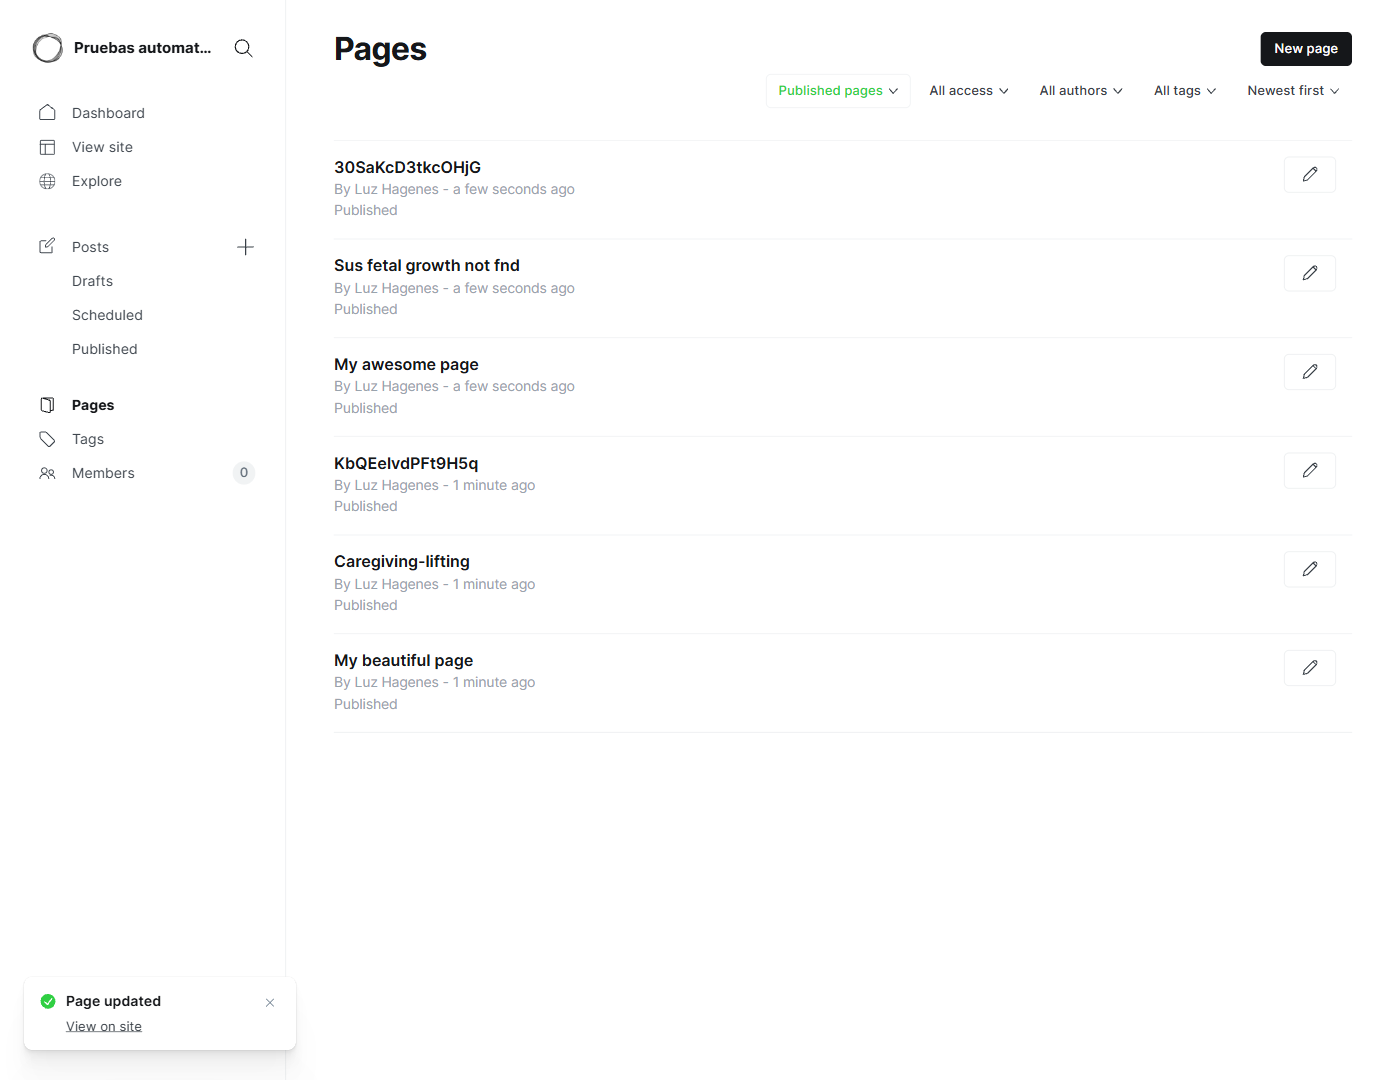 Pruebas automat...
Dashboard
View site
Explore
Posts
Drafts
Scheduled
Published
Pages
Tags
Members
0
Pages
New page
Published pages
All access
All authors
All tags
Newest first
30SaKcD3tkcOHjG
By Luz Hagenes - a few seconds ago
Published
Sus fetal growth not fnd
By Luz Hagenes - a few seconds ago
Published
My awesome page
By Luz Hagenes - a few seconds ago
Published
KbQEelvdPFt9H5q
By Luz Hagenes - 1 minute ago
Published
Caregiving-lifting
By Luz Hagenes - 1 minute ago
Published
My beautiful page
By Luz Hagenes - 1 minute ago
Published
Page updated
View on site